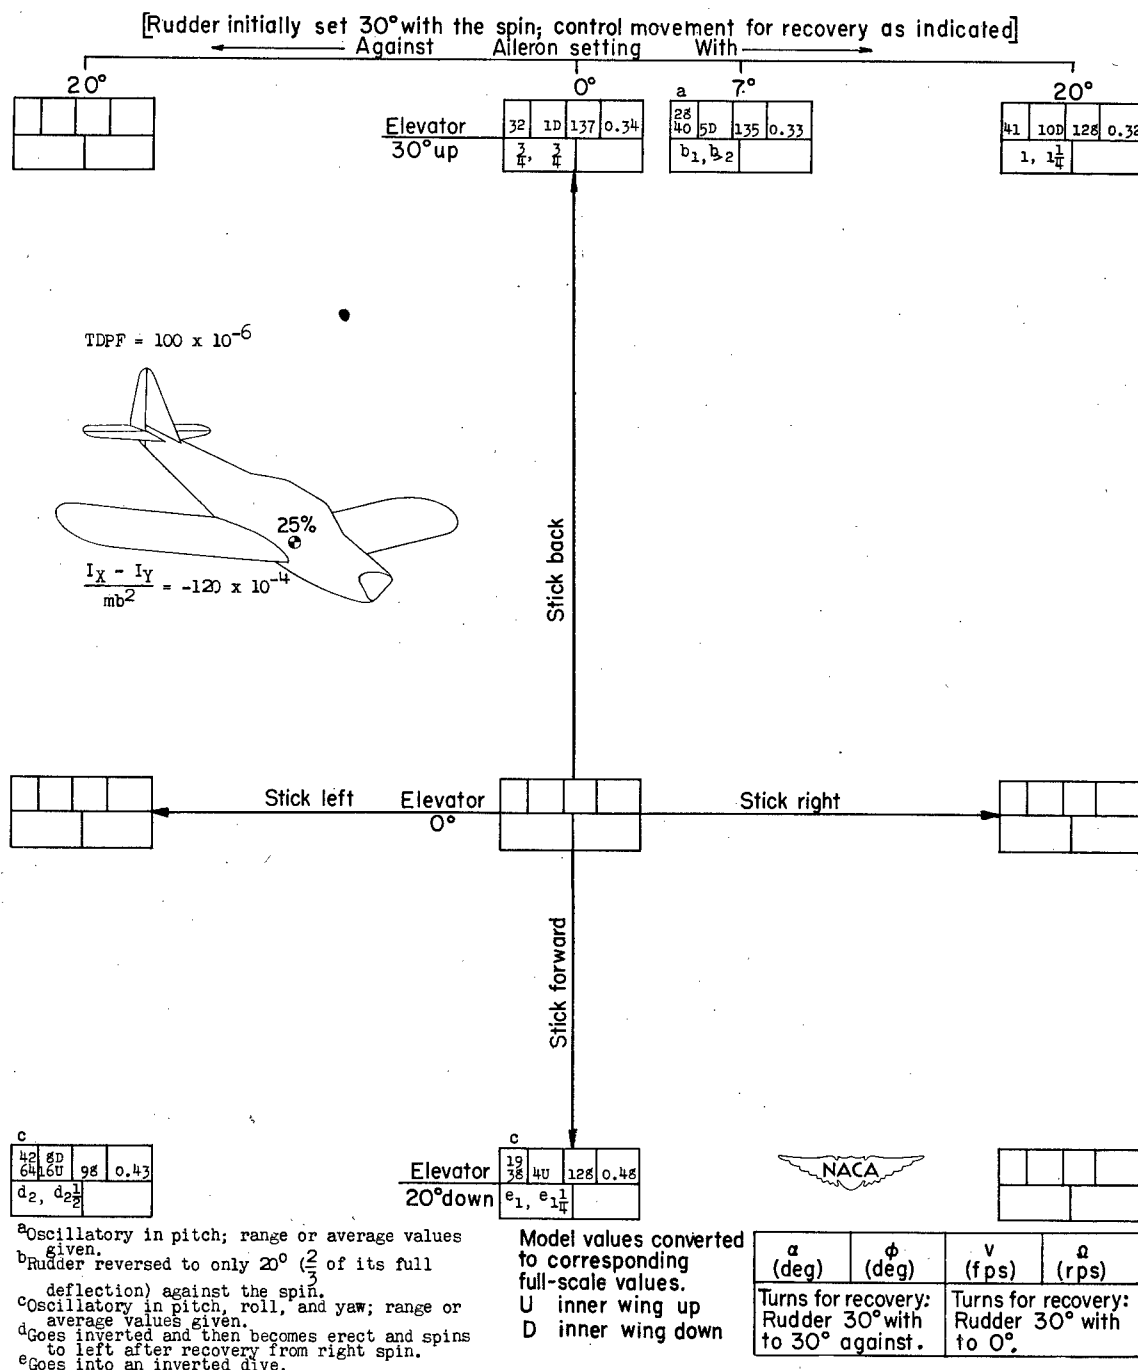 [Rudder initially set 30° with the spin; control movement for recovery as indicated]
Against Aileron setting With
20° 0° 7° 20°
a
Elevator
30° up
32 1D 137 0.34
3/4, 3/4
28
40 5D 135 0.33
b1, b2
41 10D 128 0.32
1, 1 1/4
TDPF = 100 x 10-6
25%
IX - IY
mb2
= -120 x 10-4
Stick back
Stick left
Elevator
0°
Stick right
Stick forward
c
42 8D
64 16U 98 0.43
d2, d2 1/2
c
Elevator
20° down
19
38 4U 128 0.48
e1, e1 1/4
NACA
aOscillatory in pitch; range or average values
given.
bRudder reversed to only 20° (2/3 of its full
deflection) against the spin.
cOscillatory in pitch, roll, and yaw; range or
average values given.
dGoes inverted and then becomes erect and spins
to left after recovery from right spin.
eGoes into an inverted dive.
Model values converted
to corresponding
full-scale values.
U inner wing up
D inner wing down
α
(deg)
ϕ
(deg)
V
(fps)
Ω
(rps)
Turns for recovery:
Rudder 30° with
to 30° against.
Turns for recovery:
Rudder 30° with
to 0°.